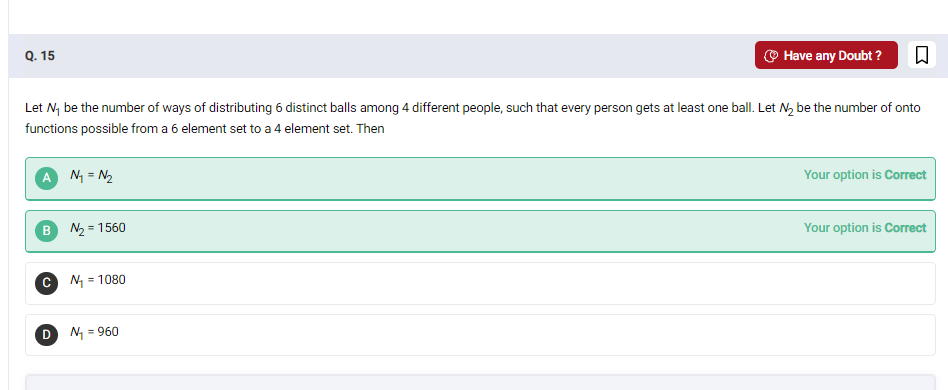 Q. 15
Have any Doubt ?
Let N₁ be the number of ways of distributing 6 distinct balls among 4 different people, such that every person gets at least one ball. Let N₂ be the number of onto
functions possible from a 6 element set to a 4 element set. Then
A N₁ = N₂ Your option is Correct
B N₂ = 1560 Your option is Correct
C N₁ = 1080
D N₁ = 960